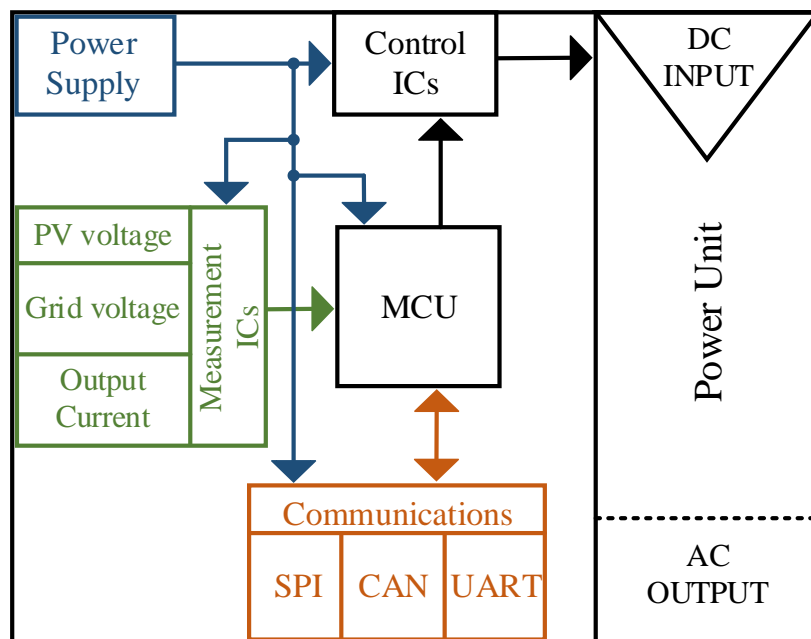 Power
Supply
Control
ICs
DC
INPUT
PV voltage
Grid voltage
Output
Current
Measurement
ICs
MCU
Power Unit
Communications
SPI
CAN
UART
AC
OUTPUT